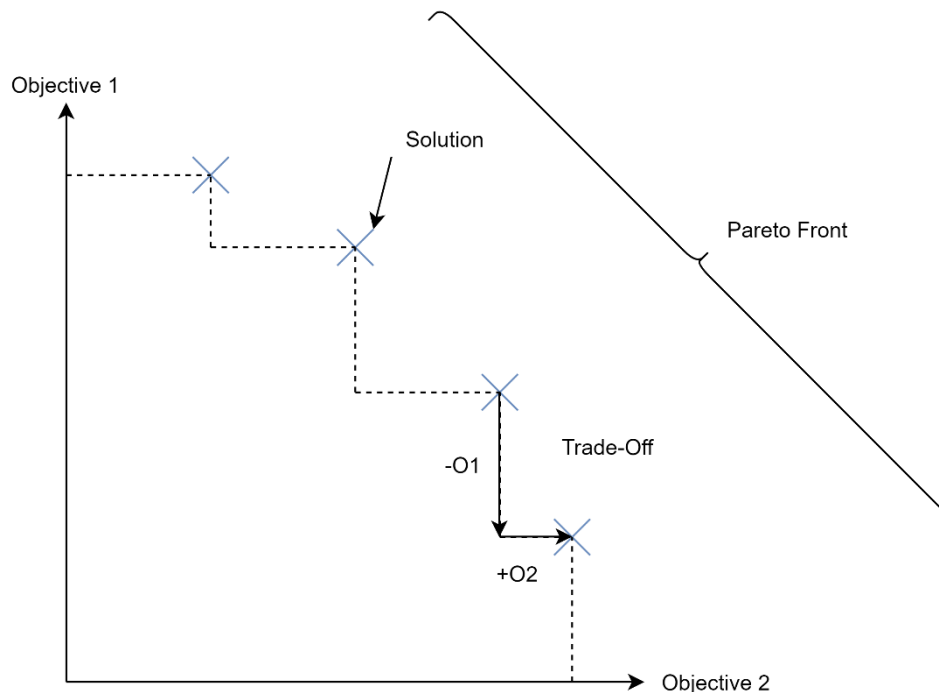 Objective 1
Solution
Pareto Front
Trade-Off
-O1
+O2
Objective 2